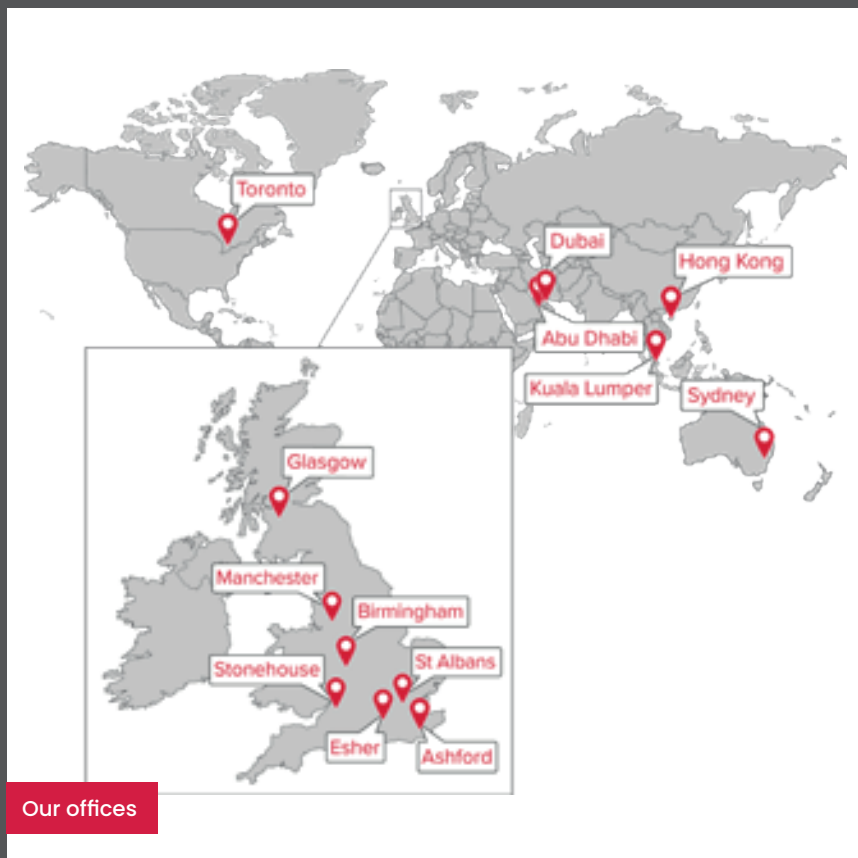 Toronto
Dubai
Hong Kong
Abu Dhabi
Kuala Lumper
Sydney
Glasgow
Manchester
Birmingham
St Albans
Stonehouse
Esher
Ashford
Our offices